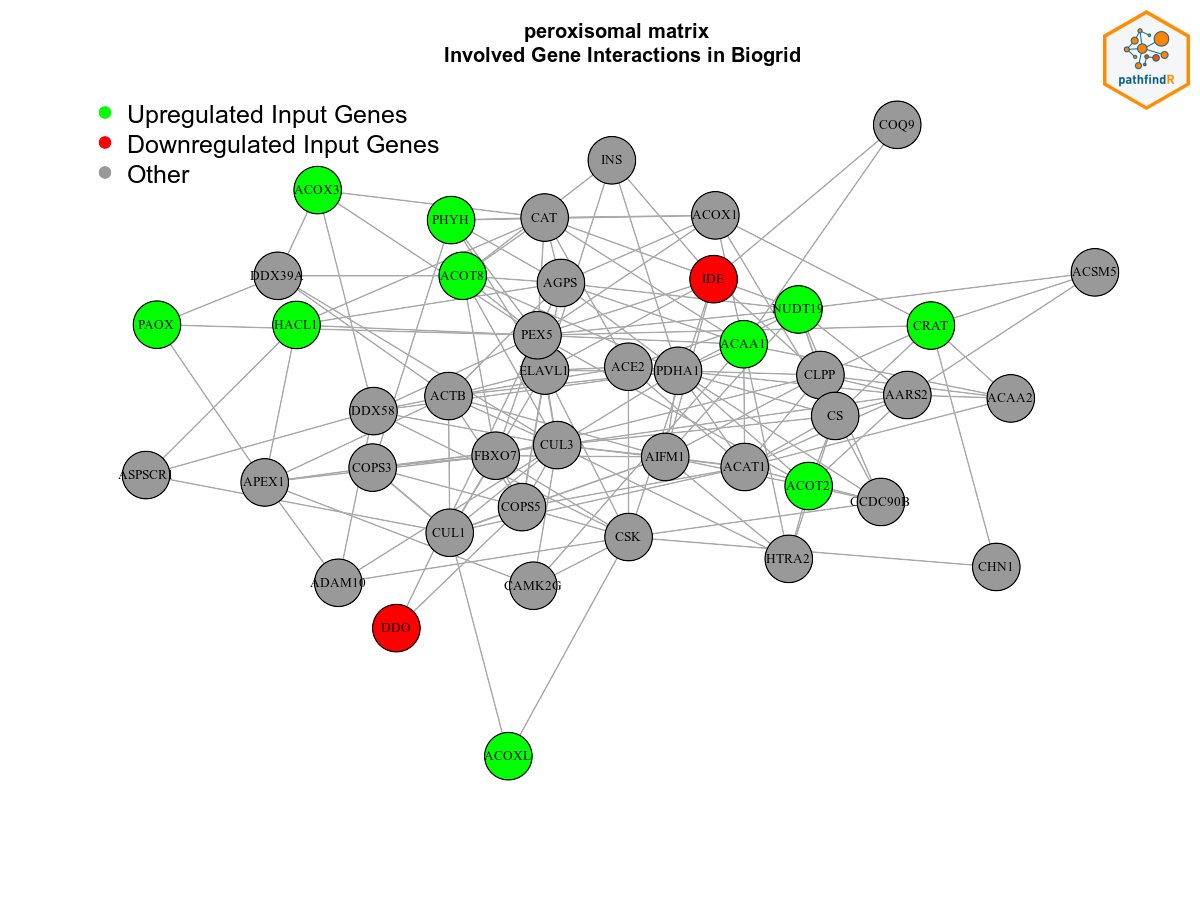 peroxisomal matrix
Involved Gene Interactions in Biogrid
pathfindR
Upregulated Input Genes
Downregulated Input Genes
Other
COQ9
INS
ACOX3
PHYH
CAT
ACOX1
DDX39A
ACOT8
AGPS
IDE
ACSM5
PAOX
HACL1
NUDT19
CRAT
PEX5
ACAA1
ELAVL1
ACE2
PDHA1
CLPP
DDX58
ACTB
AARS2
ACAA2
CS
CUL3
ASPSCR1
APEX1
COPS3
FBXO7
AIFM1
ACAT1
ACOT2
CCDC90B
COPS5
CUL1
CSK
HTRA2
CHN1
ADAM10
CAMK2G
DDO
ACOXL